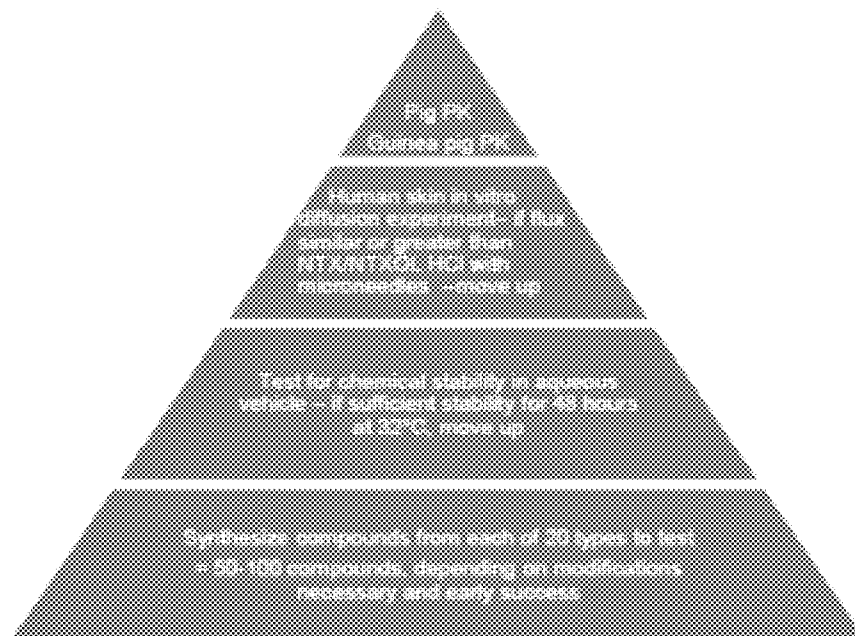 Pig PK
Guinea pig PK
Human skin in vitro
diffusion experiment– if flux
similar or greater than
HCl with
microneedles –move up
Test for chemical stability in aqueous
vehicle – if sufficient stability for 48 hours
at 32°C, move up
Synthesize compounds from each of 20 types to test
= 50-100 compounds, depending on modifications
necessary and early success